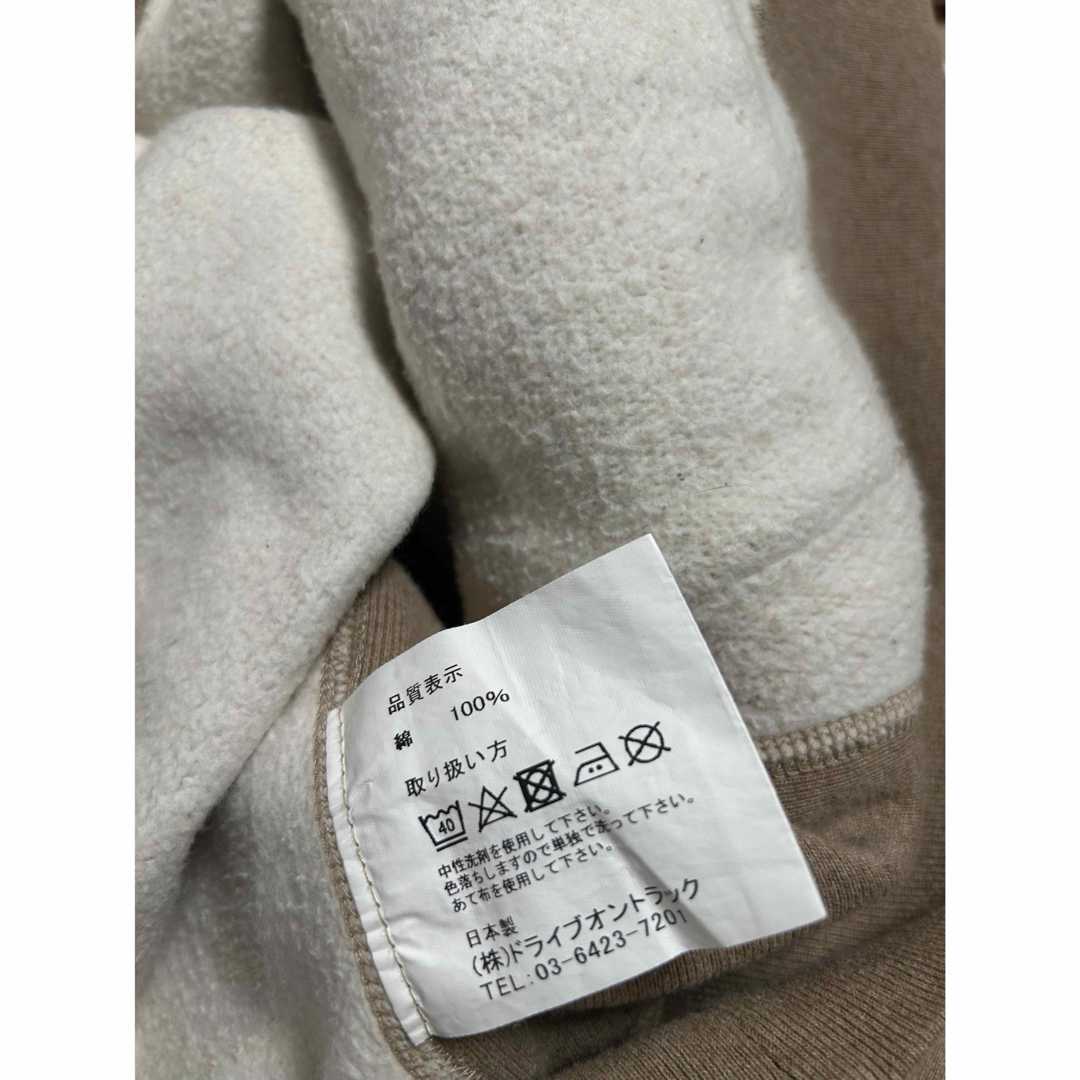 品質表示
綿 100%
取り扱い方
40
中性洗剤を使用して下さい。
色落ちしますので単独で洗って下さい。
あて布を使用して下さい。
日本製
(株)ドライブオントラック
TEL:03-6423-7201